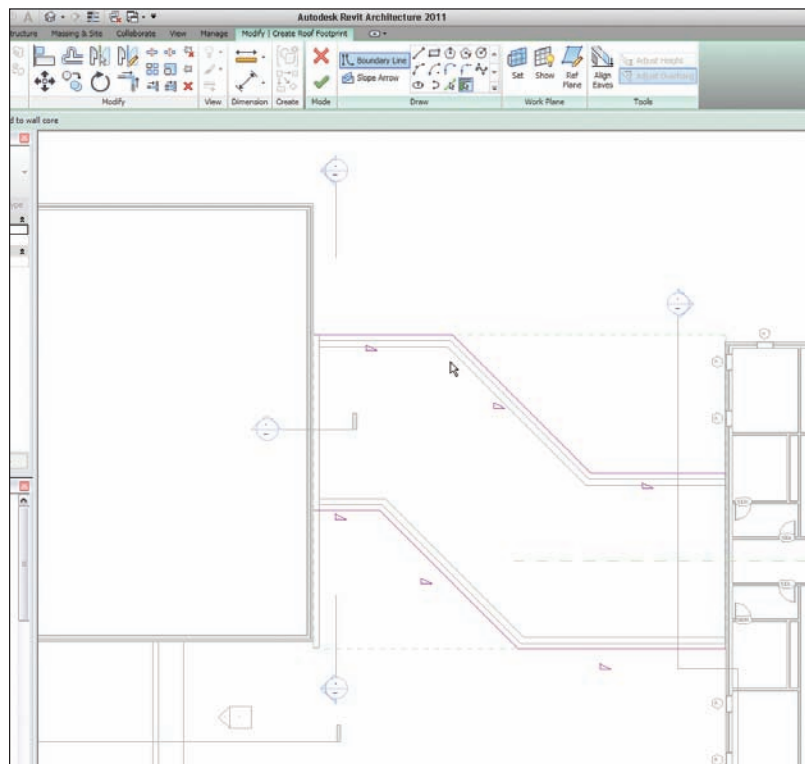 Autodesk Revit Architecture 2011
ructure Massing & Site Collaborate View Manage Modify | Create Roof Footprint
Boundary Line
Slope Arrow
Set Show Ref Plane Align Eaves
Adjust Height
Adjust Overhang
Modify View Dimension Create Mode Draw Work Plane Tools
d to wall core